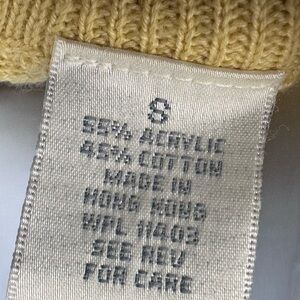 S
55% ACRYLIC
45% COTTON
MADE IN
HONG KONG
WPL 11403
SEE REV
FOR CARE